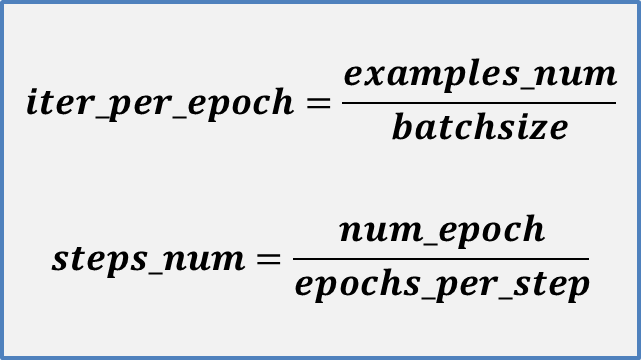 iter_per_epoch = examples_num / batchsize
steps_num = num_epoch / epochs_per_step